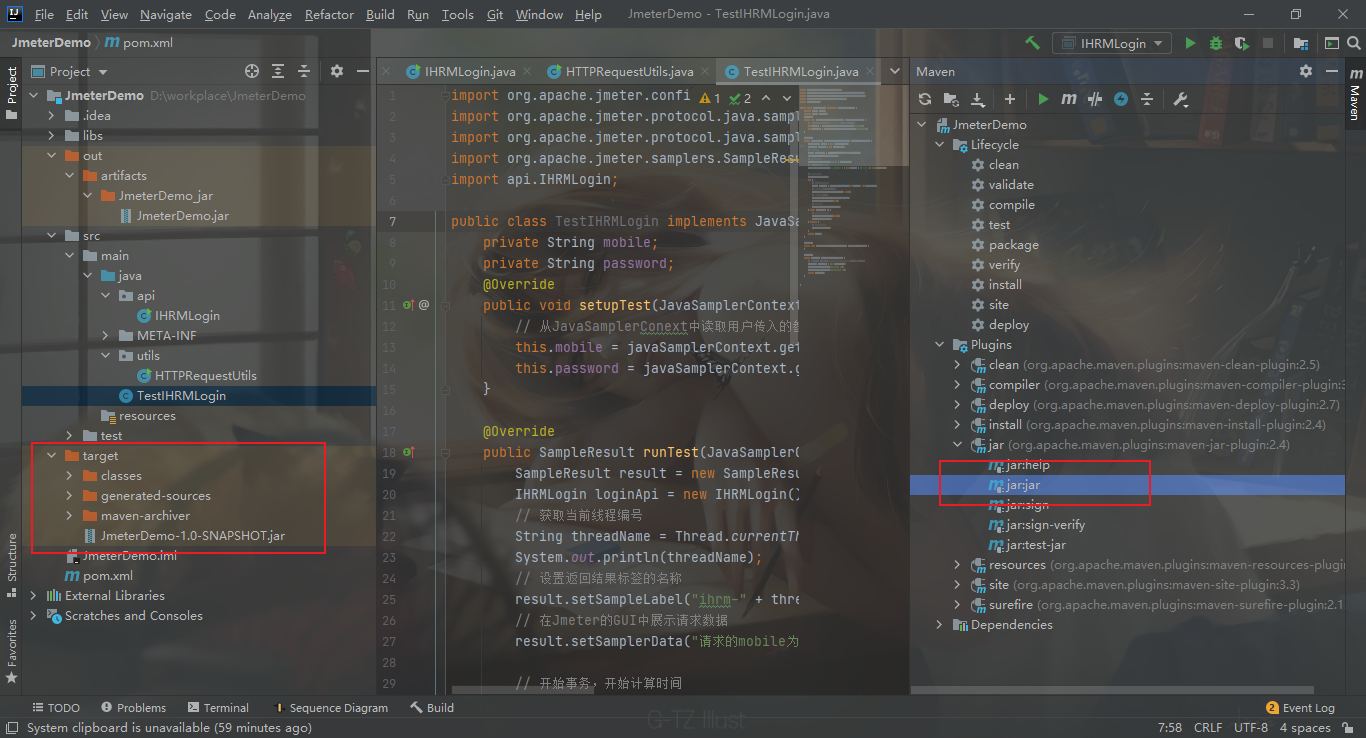 File Edit View Navigate Code Analyze Refactor Build Run Tools Git Window Help JmeterDemo - TestIHRMLogin.java
JmeterDemo pom.xml
IHRMLogin
Project
Project
JmeterDemo D:\workplace\JmeterDemo
.idea
libs
out
artifacts
JmeterDemo_jar
JmeterDemo.jar
src
main
java
api
IHRMLogin
META-INF
utils
HTTPRequestUtils
TestIHRMLogin
resources
test
target
classes
generated-sources
maven-archiver
JmeterDemo-1.0-SNAPSHOT.jar
JmeterDemo.iml
pom.xml
External Libraries
Scratches and Consoles
Structure
Favorites
IHRMLogin.java HTTPRequestUtils.java TestIHRMLogin.java
1 2
1 import org.apache.jmeter.confi
2 import org.apache.jmeter.protocol.java.samp
3 import org.apache.jmeter.protocol.java.samp
4 import org.apache.jmeter.samplers.SampleRes
5 import api.IHRMLogin;
6
7 public class TestIHRMLogin implements JavaSa
8 private String mobile;
9 private String password;
10 @Override
11 @ public void setupTest(JavaSamplerContext
12 // 从JavaSamplerConext中读取用户传入的
13 this.mobile = javaSamplerContext.get
14 this.password = javaSamplerContext.g
15 }
16
17 @Override
18 public SampleResult runTest(JavaSamplerC
19 SampleResult result = new SampleResu
20 IHRMLogin loginApi = new IHRMLogin()
21 // 获取当前线程编号
22 String threadName = Thread.currentTh
23 System.out.println(threadName);
24 // 设置返回结果标签的名称
25 result.setSampleLabel("ihrm-" + thre
26 // 在Jmeter的GUI中展示请求数据
27 result.setSamplerData("请求的mobile为
28
29 // 开始事务，开始计算时间
Maven
m Maven
JmeterDemo
Lifecycle
clean
validate
compile
test
package
verify
install
site
deploy
Plugins
clean (org.apache.maven.plugins:maven-clean-plugin:2.5)
compiler (org.apache.maven.plugins:maven-compiler-plugin:3
deploy (org.apache.maven.plugins:maven-deploy-plugin:2.7)
install (org.apache.maven.plugins:maven-install-plugin:2.4)
jar (org.apache.maven.plugins:maven-jar-plugin:2.4)
jar:help
jar:jar
jar:sign
jar:sign-verify
jar:test-jar
resources (org.apache.maven.plugins:maven-resources-plugin
site (org.apache.maven.plugins:maven-site-plugin:3.3)
surefire (org.apache.maven.plugins:maven-surefire-plugin:2.1
Dependencies
TODO Problems Terminal Sequence Diagram Build
2 Event Log
G-TZ Illust
System clipboard is unavailable (59 minutes ago)
7:58 CRLF UTF-8 4 spaces